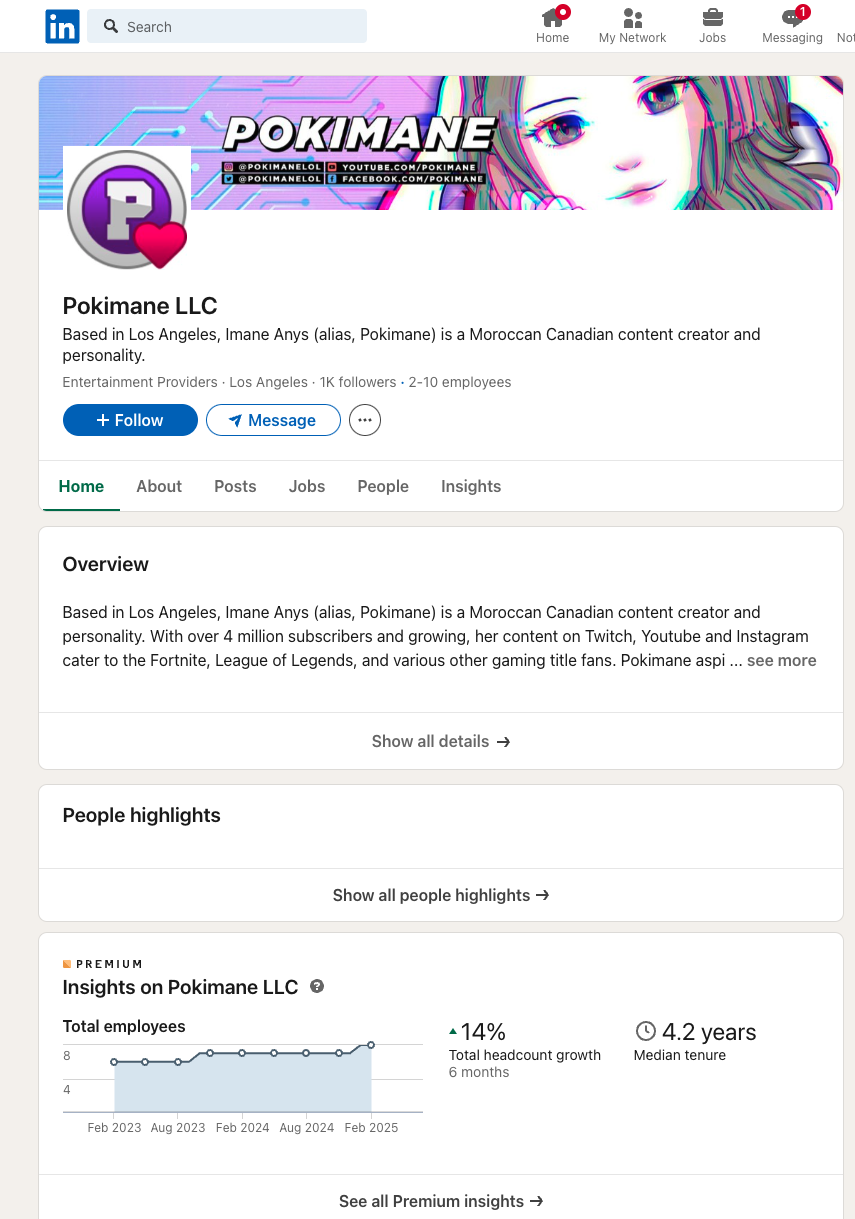 in
Search
Home
My Network
Jobs
1
Messaging
Not
POKIMANE
@POKIMANELOL YOUTUBE.COM/POKIMANE
@POKIMANELOL FACEBOOK.COM/POKIMANE
P
Pokimane LLC
Based in Los Angeles, Imane Anys (alias, Pokimane) is a Moroccan Canadian content creator and
personality.
Entertainment Providers · Los Angeles · 1K followers · 2-10 employees
+ Follow
Message
Home
About
Posts
Jobs
People
Insights
Overview
Based in Los Angeles, Imane Anys (alias, Pokimane) is a Moroccan Canadian content creator and
personality. With over 4 million subscribers and growing, her content on Twitch, Youtube and Instagram
cater to the Fortnite, League of Legends, and various other gaming title fans. Pokimane aspi ... see more
Show all details →
People highlights
Show all people highlights →
PREMIUM
Insights on Pokimane LLC ?
Total employees
8
4
Feb 2023 Aug 2023 Feb 2024 Aug 2024 Feb 2025
14%
Total headcount growth
6 months
4.2 years
Median tenure
See all Premium insights →